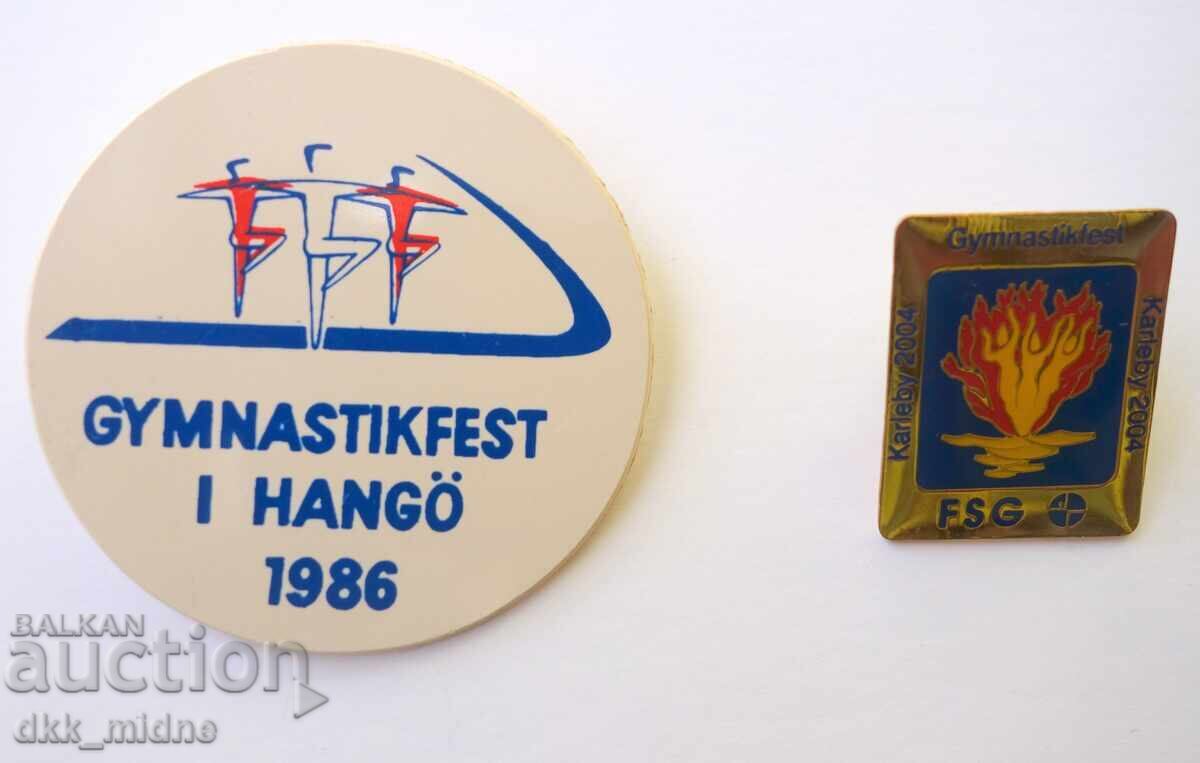 GYMNASTIKFEST
I HANGÖ
1986
Gymnastikfest
Karleby 2004
Karleby 2004
FSG
BALKAN
auction
dkk_midne